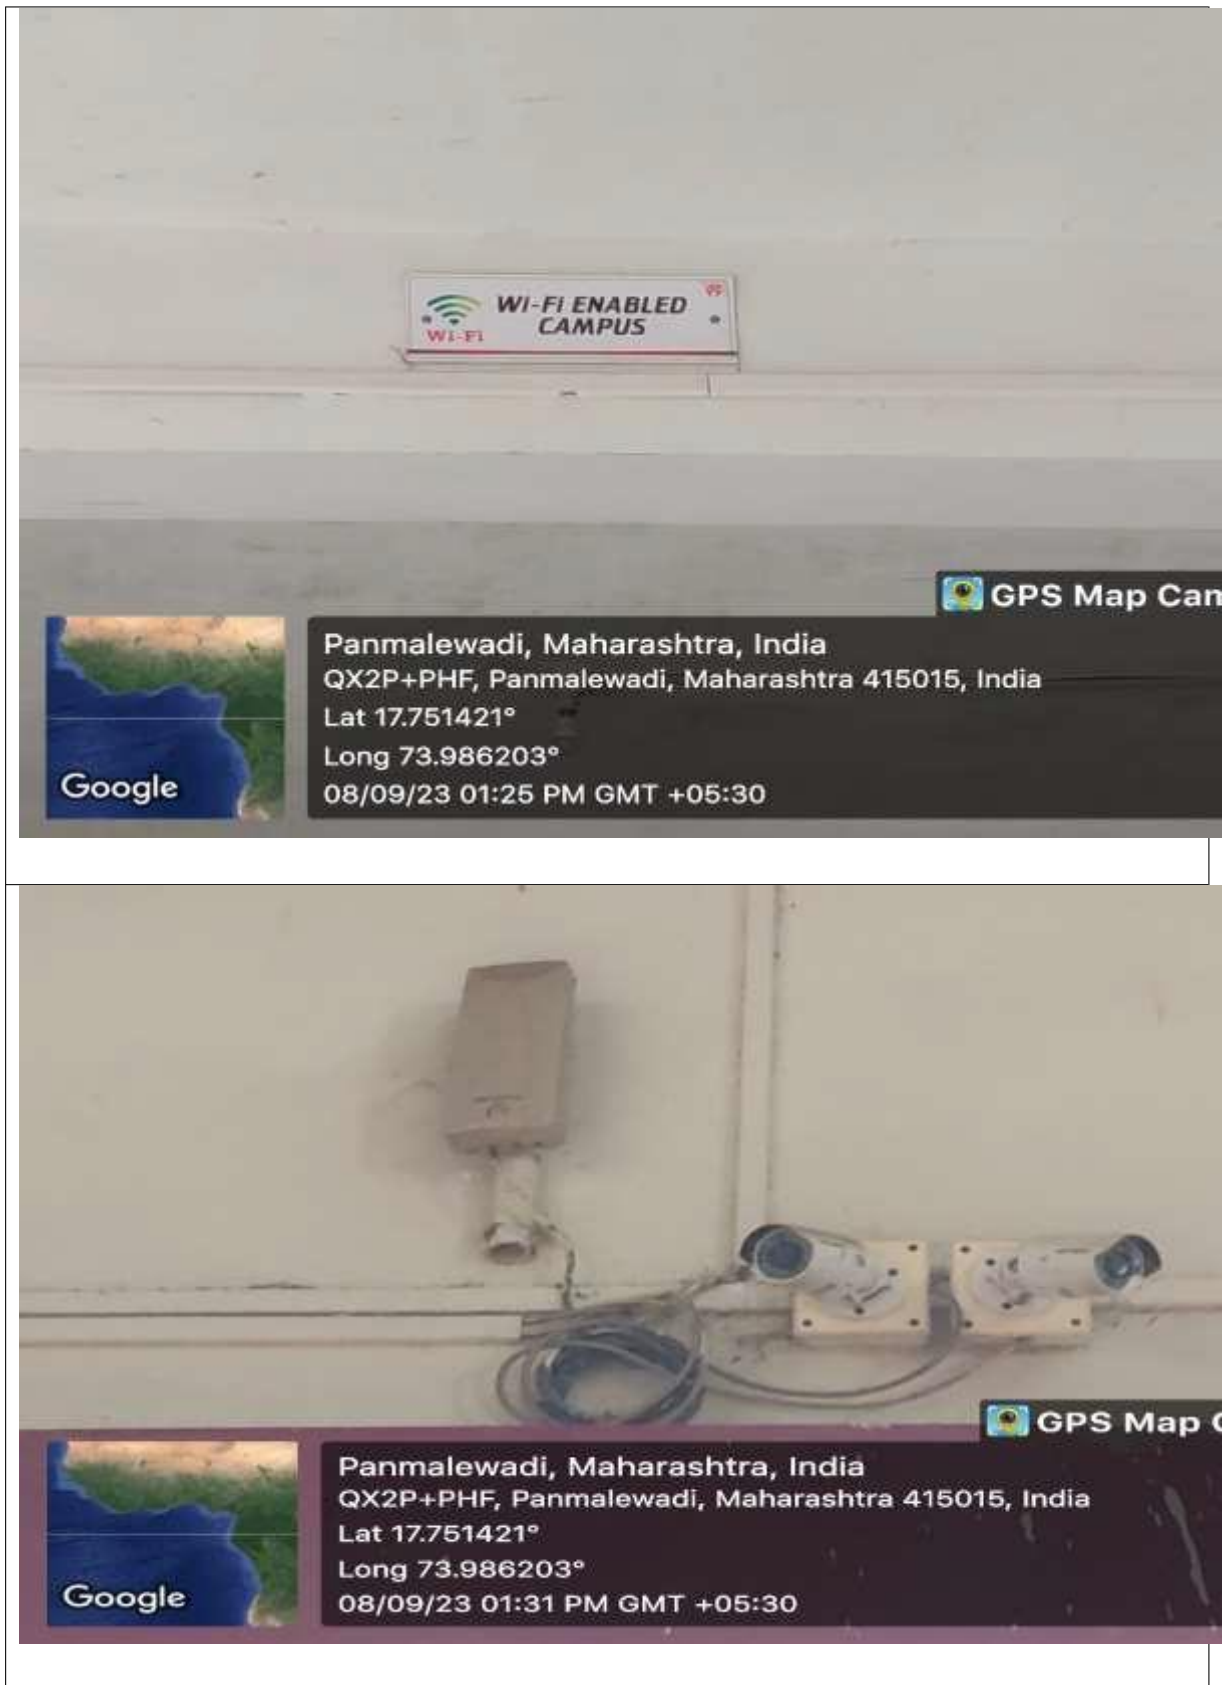 Wi-Fi
WI-FI ENABLED
CAMPUS
GPS Map Cam
Google
Panmalewadi, Maharashtra, India
QX2P+PHF, Panmalewadi, Maharashtra 415015, India
Lat 17.751421°
Long 73.986203°
08/09/23 01:25 PM GMT +05:30
GPS Map C
Google
Panmalewadi, Maharashtra, India
QX2P+PHF, Panmalewadi, Maharashtra 415015, India
Lat 17.751421°
Long 73.986203°
08/09/23 01:31 PM GMT +05:30